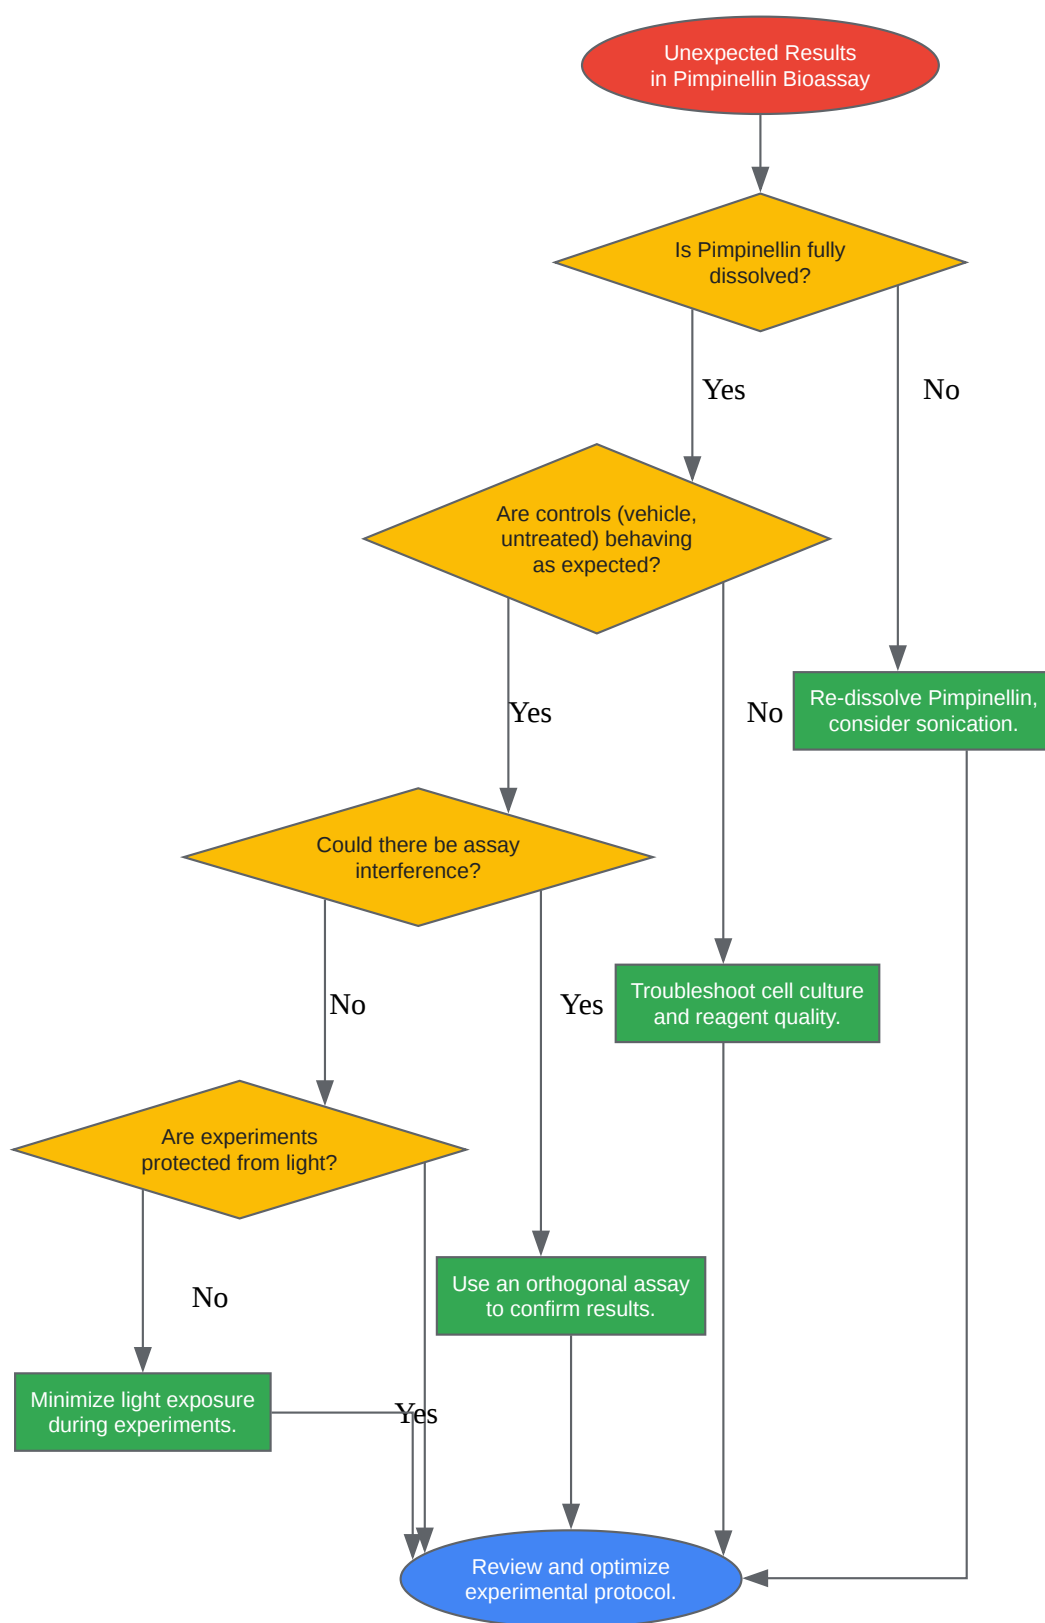 Unexpected Results
in Pimpinellin Bioassay
Is Pimpinellin fully
dissolved?
Yes
No
Are controls (vehicle,
untreated) behaving
as expected?
Re-dissolve Pimpinellin,
consider sonication.
Yes
No
Could there be assay
interference?
Troubleshoot cell culture
and reagent quality.
No
Yes
Are experiments
protected from light?
Use an orthogonal assay
to confirm results.
No
Minimize light exposure
during experiments.
Yes
Review and optimize
experimental protocol.